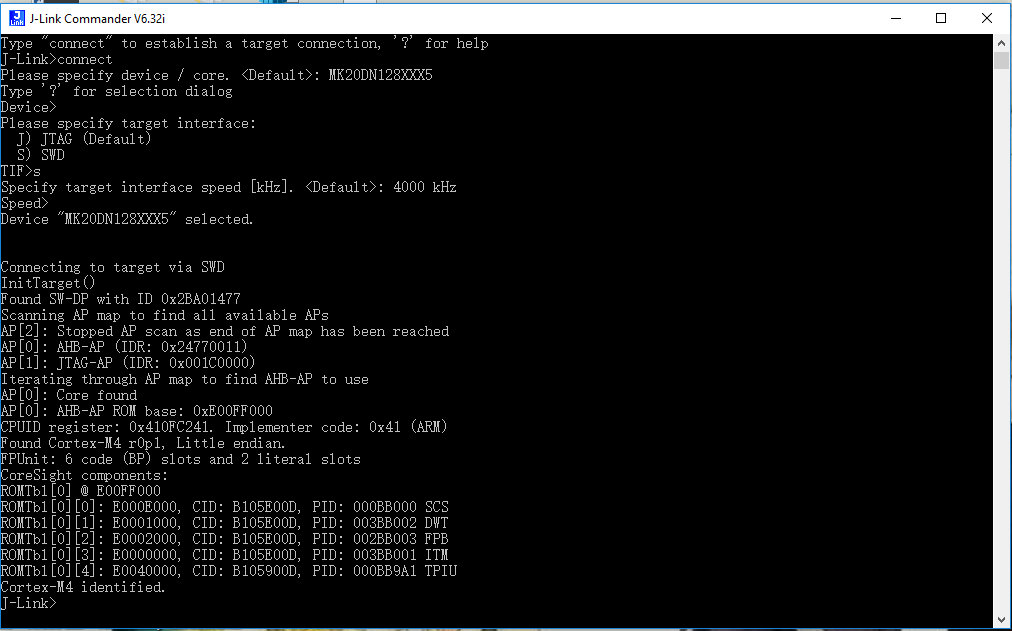 J-Link Commander V6.32i
Type "connect" to establish a target connection, '?' for help
J-Link>connect
Please specify device / core. <Default>: MK20DN128XXX5
Type '?' for selection dialog
Device>
Please specify target interface:
  J) JTAG (Default)
  S) SWD
TIF>s
Specify target interface speed [kHz]. <Default>: 4000 kHz
Speed>
Device "MK20DN128XXX5" selected.
Connecting to target via SWD
InitTarget()
Found SW-DP with ID 0x2BA01477
Scanning AP map to find all available APs
AP[2]: Stopped AP scan as end of AP map has been reached
AP[0]: AHB-AP (IDR: 0x24770011)
AP[1]: JTAG-AP (IDR: 0x001C0000)
Iterating through AP map to find AHB-AP to use
AP[0]: Core found
AP[0]: AHB-AP ROM base: 0xE00FF000
CPUID register: 0x410FC241. Implementer code: 0x41 (ARM)
Found Cortex-M4 r0p1, Little endian.
FPUnit: 6 code (BP) slots and 2 literal slots
CoreSight components:
ROMTbl[0] @ E00FF000
ROMTbl[0][0]: E000E000, CID: B105E00D, PID: 000BB000 SCS
ROMTbl[0][1]: E0001000, CID: B105E00D, PID: 003BB002 DWT
ROMTbl[0][2]: E0002000, CID: B105E00D, PID: 002BB003 FPB
ROMTbl[0][3]: E0000000, CID: B105E00D, PID: 003BB001 ITM
ROMTbl[0][4]: E0040000, CID: B105900D, PID: 000BB9A1 TPIU
Cortex-M4 identified.
J-Link>